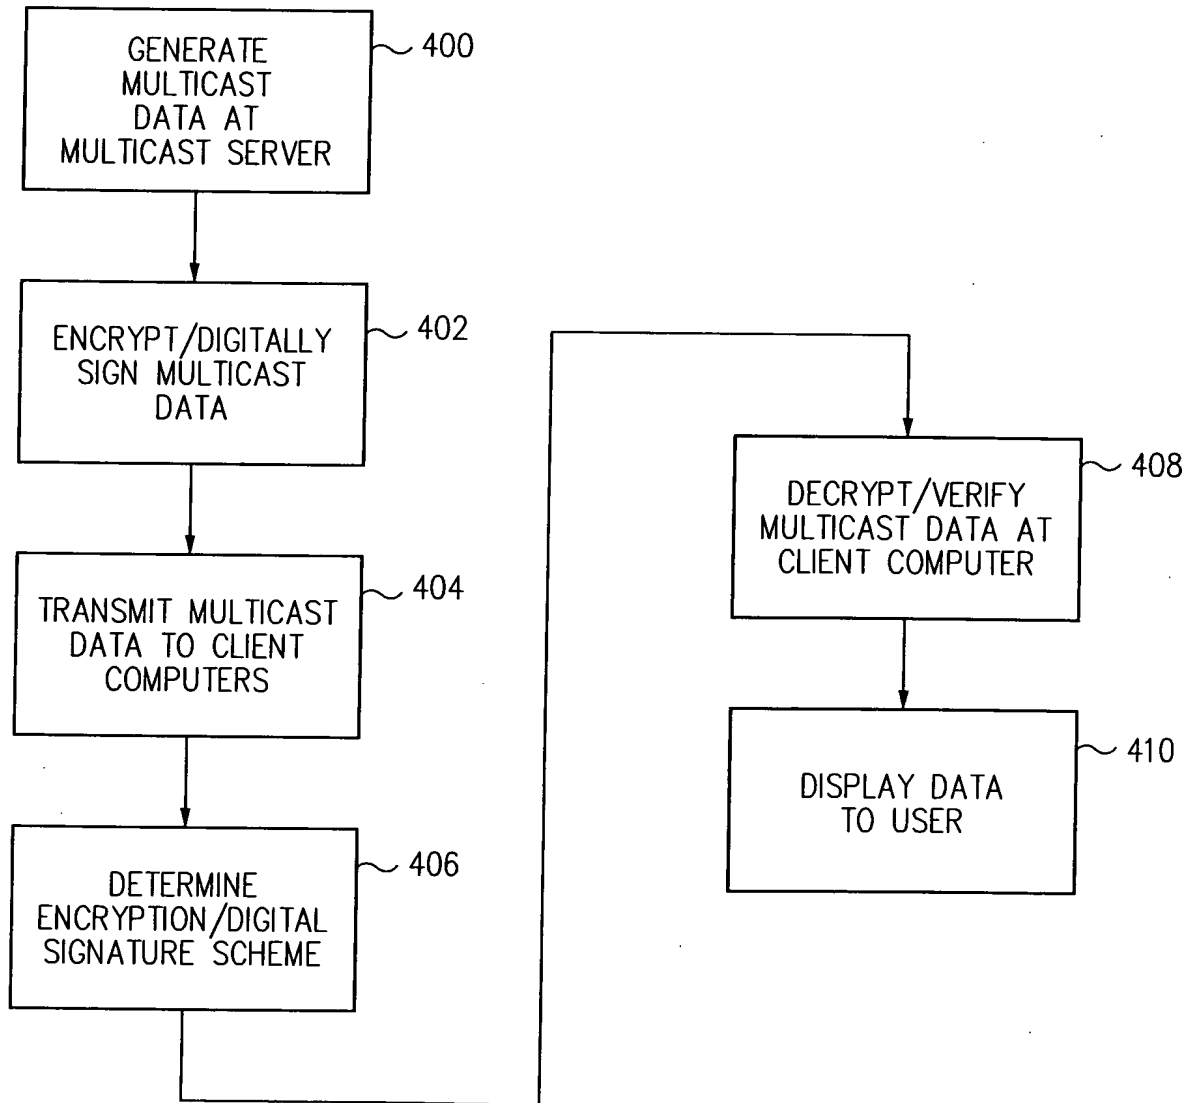 GENERATE
MULTICAST
DATA AT
MULTICAST SERVER
400
ENCRYPT/DIGITALLY
SIGN MULTICAST
DATA
402
TRANSMIT MULTICAST
DATA TO CLIENT
COMPUTERS
404
DETERMINE
ENCRYPTION/DIGITAL
SIGNATURE SCHEME
406
DECRYPT/VERIFY
MULTICAST DATA AT
CLIENT COMPUTER
408
DISPLAY DATA
TO USER
410